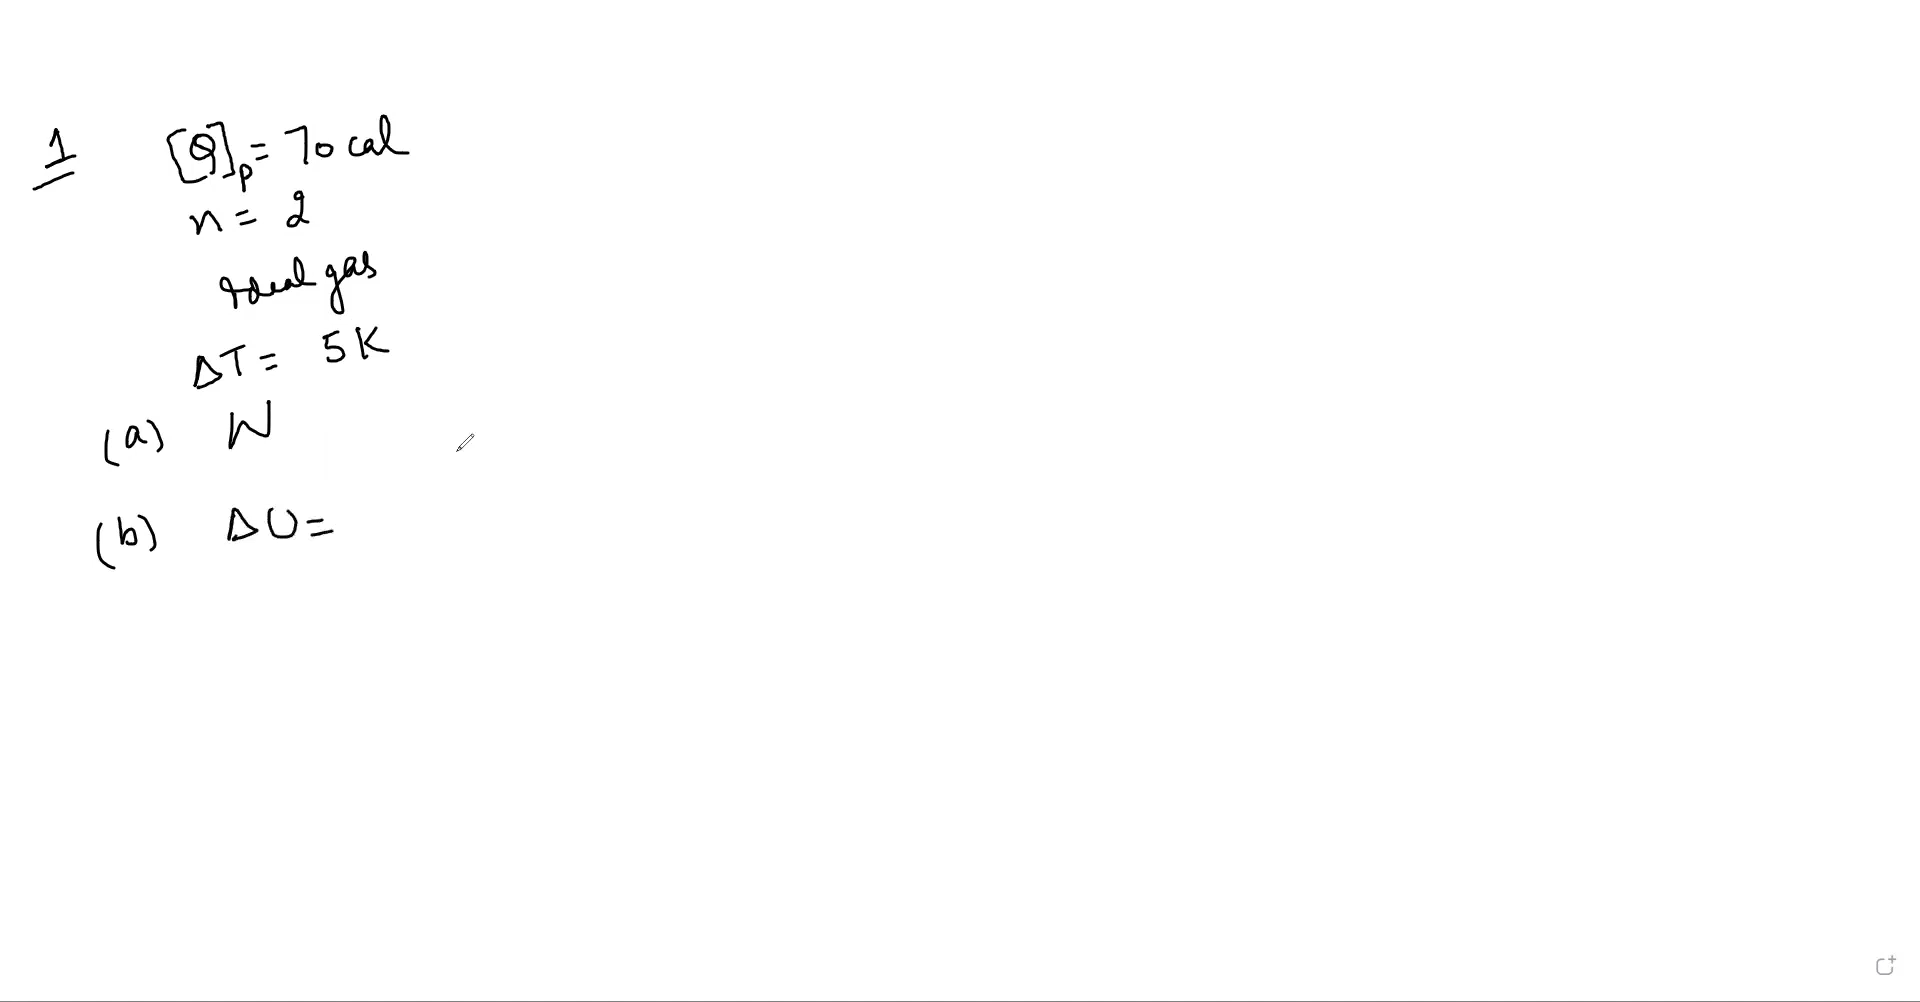 1 [Q]p = 70 cal
n = 2
Ideal gas
ΔT = 5K
(a) W
(b) ΔU =